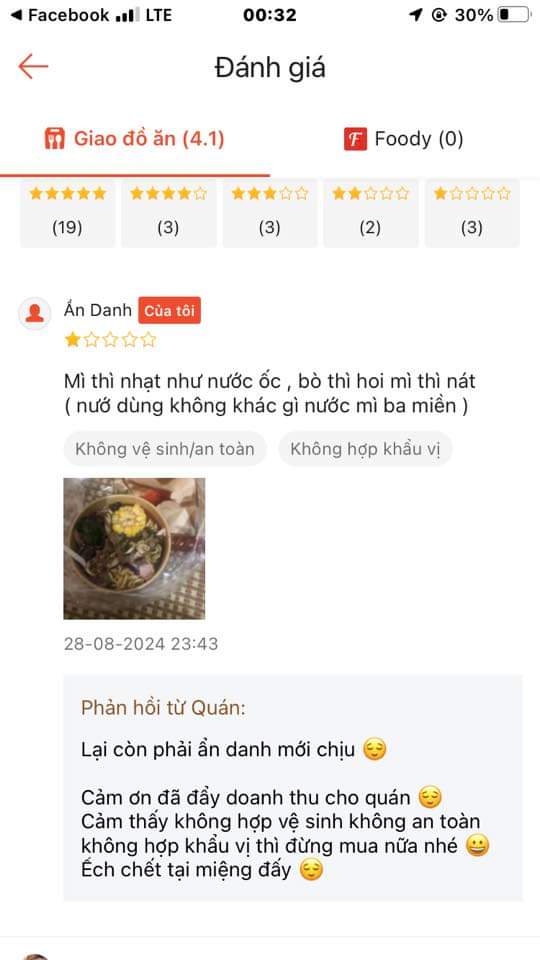 Facebook LTE 00:32 30%
Đánh giá
Giao đồ ăn (4.1) Foody (0)
(19) (3) (3) (2) (3)
Ẩn Danh Của tôi
Mì thì nhạt như nước ốc , bò thì hoi mì thì nát
( nướ dùng không khác gì nước mì ba miền )
Không vệ sinh/an toàn Không hợp khẩu vị
28-08-2024 23:43
Phản hồi từ Quán:
Lại còn phải ẩn danh mới chịu 😌
Cảm ơn đã đẩy doanh thu cho quán 😌
Cảm thấy không hợp vệ sinh không an toàn
không hợp khẩu vị thì đừng mua nữa nhé 😀
Ếch chết tại miệng đấy 😌